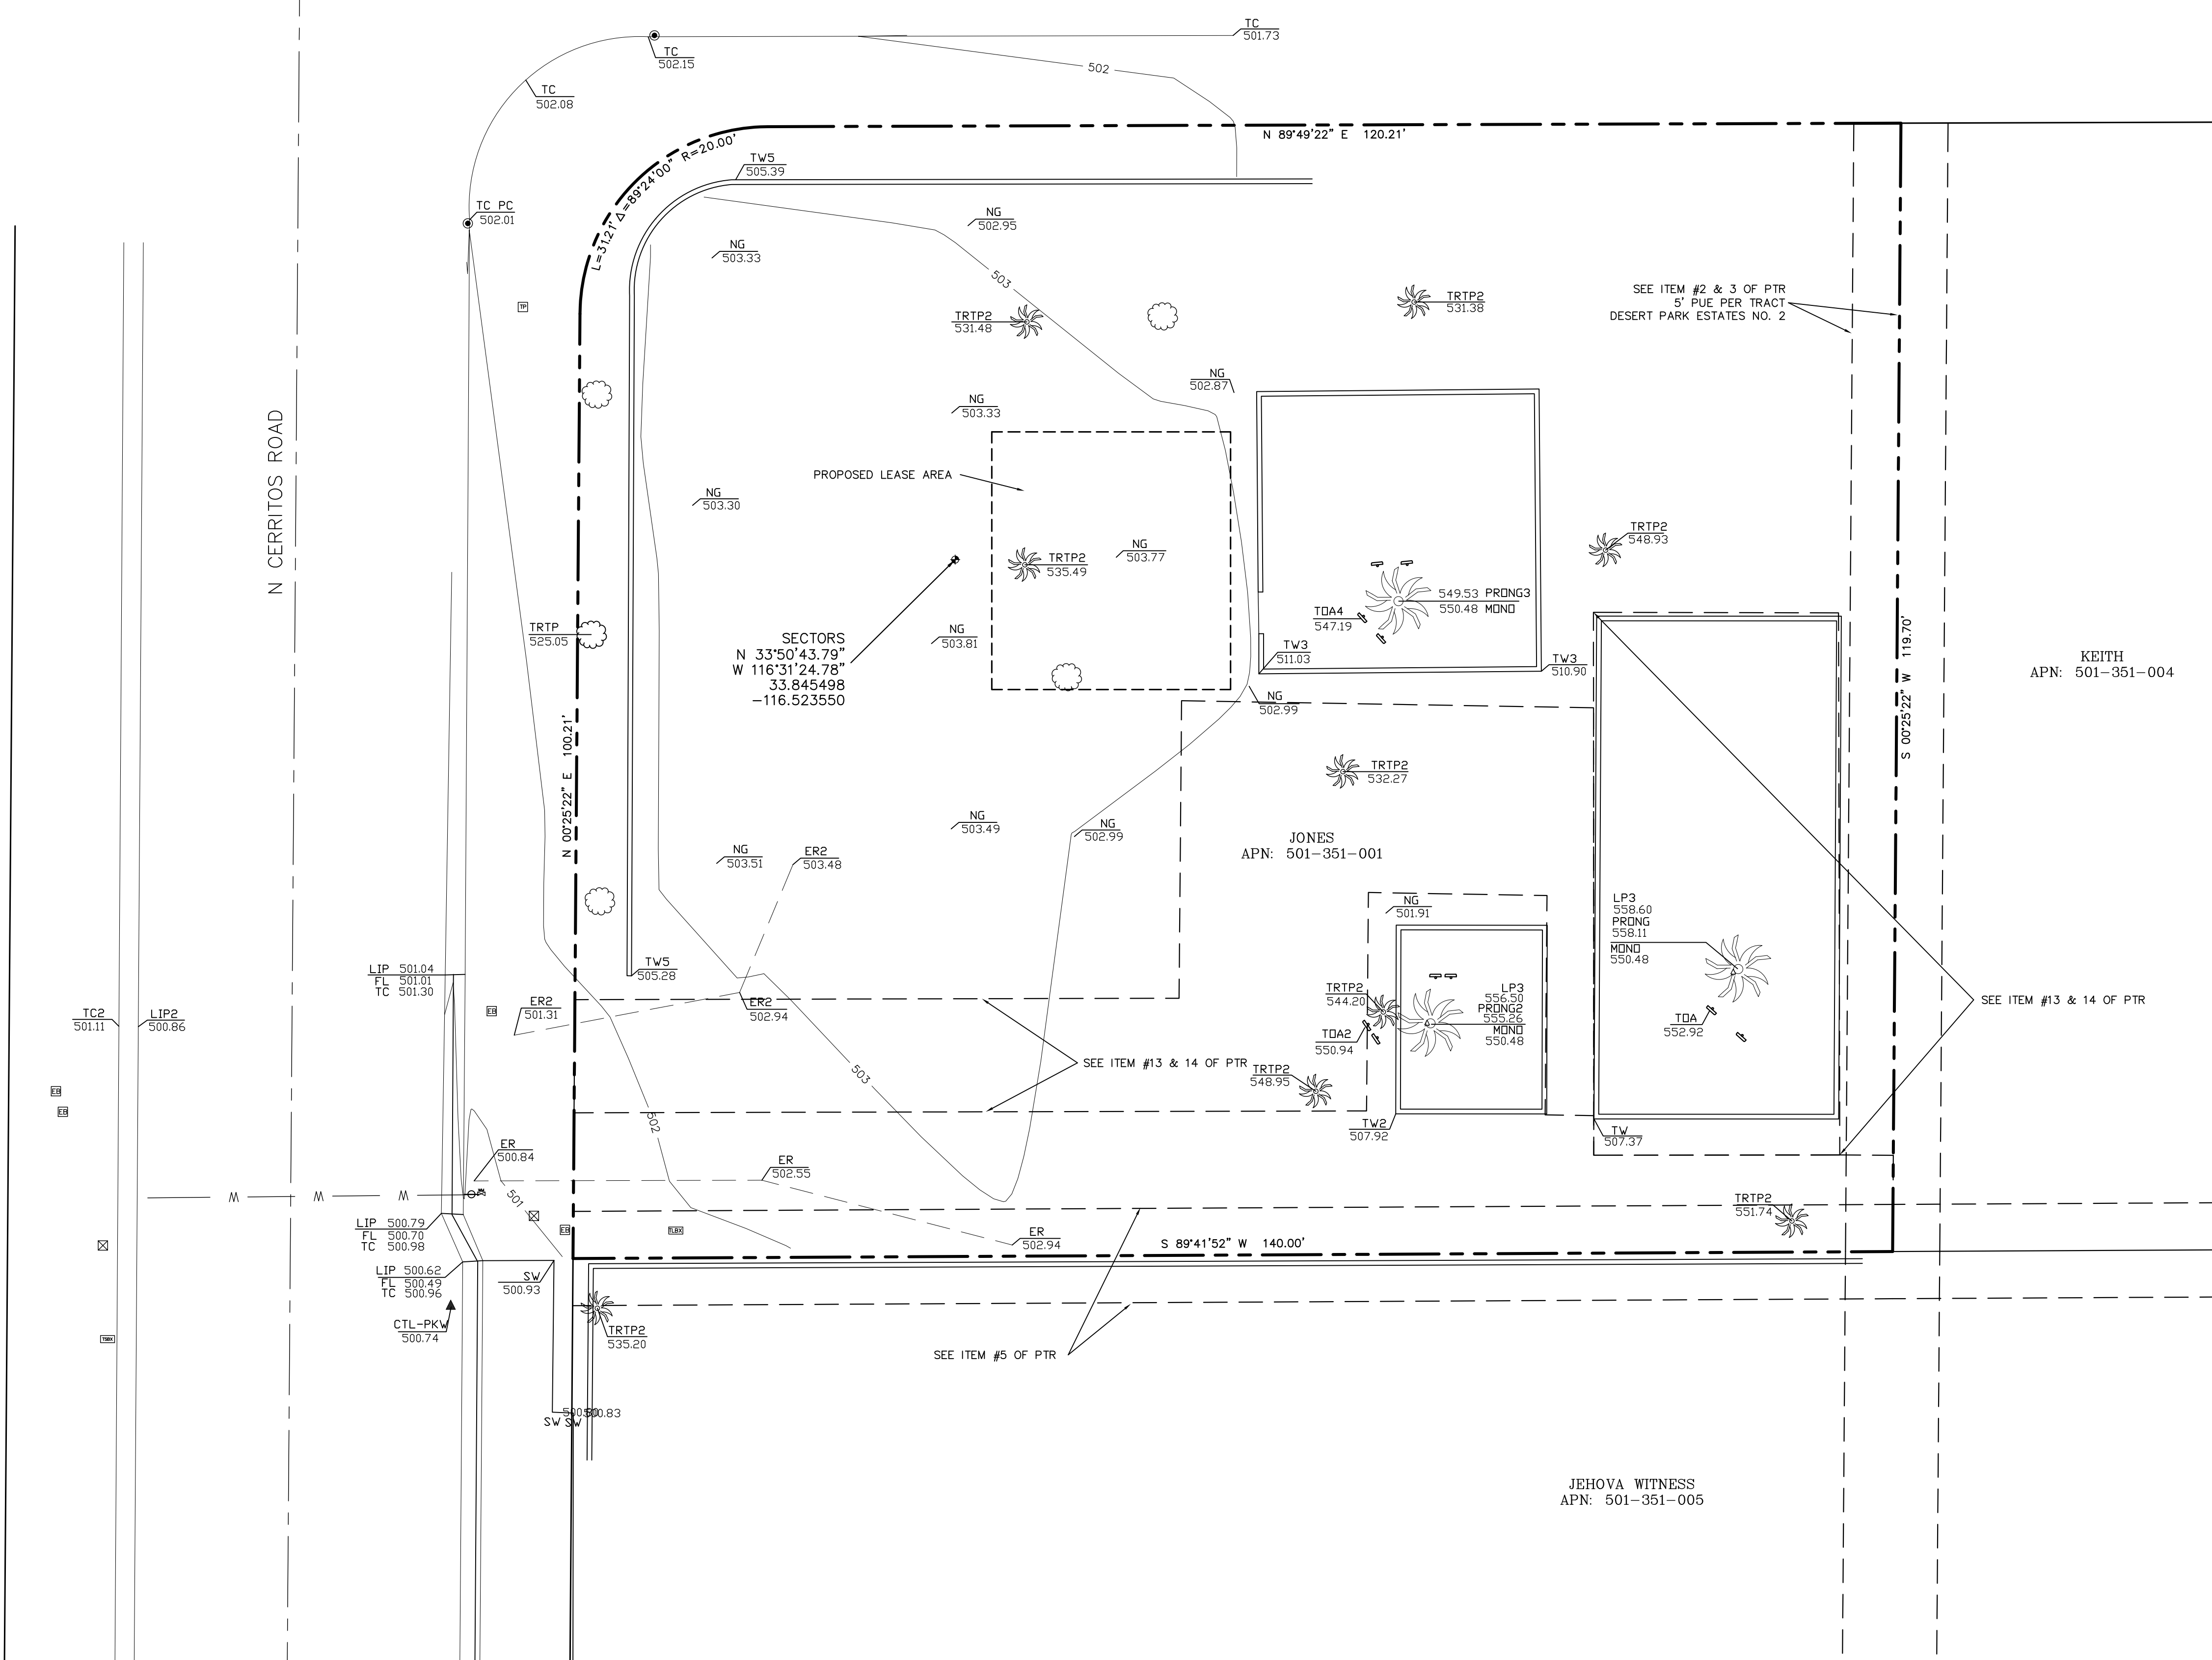 TC
501.73
TC
502.15
502
TC
502.08
N 89°49'22" E   120.21'
L=31.21' Δ=89°24'00" R=20.00'
TW5
505.39
TC PC
502.01
NG
502.95
NG
503.33
503
TP
TRTP2
531.48
TRTP2
531.38
SEE ITEM #2 & 3 OF PTR
5' PUE PER TRACT
DESERT PARK ESTATES NO. 2
NG
502.87
NG
503.33
N CERRITOS ROAD
PROPOSED LEASE AREA
NG
503.30
NG
503.77
TRTP2
535.49
TRTP2
548.93
549.53 PRONG3
550.48 MONO
TOA4
547.19
TRTP
525.05
NG
503.81
SECTORS
N 33°50'43.79"
W 116°31'24.78"
33.845498
-116.523550
TW3
511.03
TW3
510.90
NG
502.99
S 00°25'22" W   119.70'
KEITH
APN:   501-351-004
N 00°25'22" E   100.21'
TRTP2
532.27
NG
503.49
NG
502.99
JONES
APN:   501-351-001
NG
503.51
ER2
503.48
NG
501.91
LP3
558.60
PRONG
558.11
MONO
550.48
LIP 501.04
FL 501.01
TC 501.30
TW5
505.28
ER2
501.31
ER2
502.94
EB
TC2
501.11
LIP2
500.86
TRTP2
544.20
LP3
556.50
PRONG2
555.26
MONO
550.48
TOA2
550.94
TOA
552.92
SEE ITEM #13 & 14 OF PTR
SEE ITEM #13 & 14 OF PTR
TRTP2
548.95
503
EB
EB
502
TW2
507.92
TW
507.37
ER
500.84
ER
502.55
W
W
W
501
TRTP2
551.74
LIP 500.79
FL 500.70
TC 500.98
EB
TLBX
ER
502.94
S 89°41'52" W   140.00'
LIP 500.62
FL 500.49
TC 500.96
SW
500.93
CTL-PKW
500.74
TSBX
TRTP2
535.20
SEE ITEM #5 OF PTR
500.83
SW SW
JEHOVA WITNESS
APN:   501-351-005